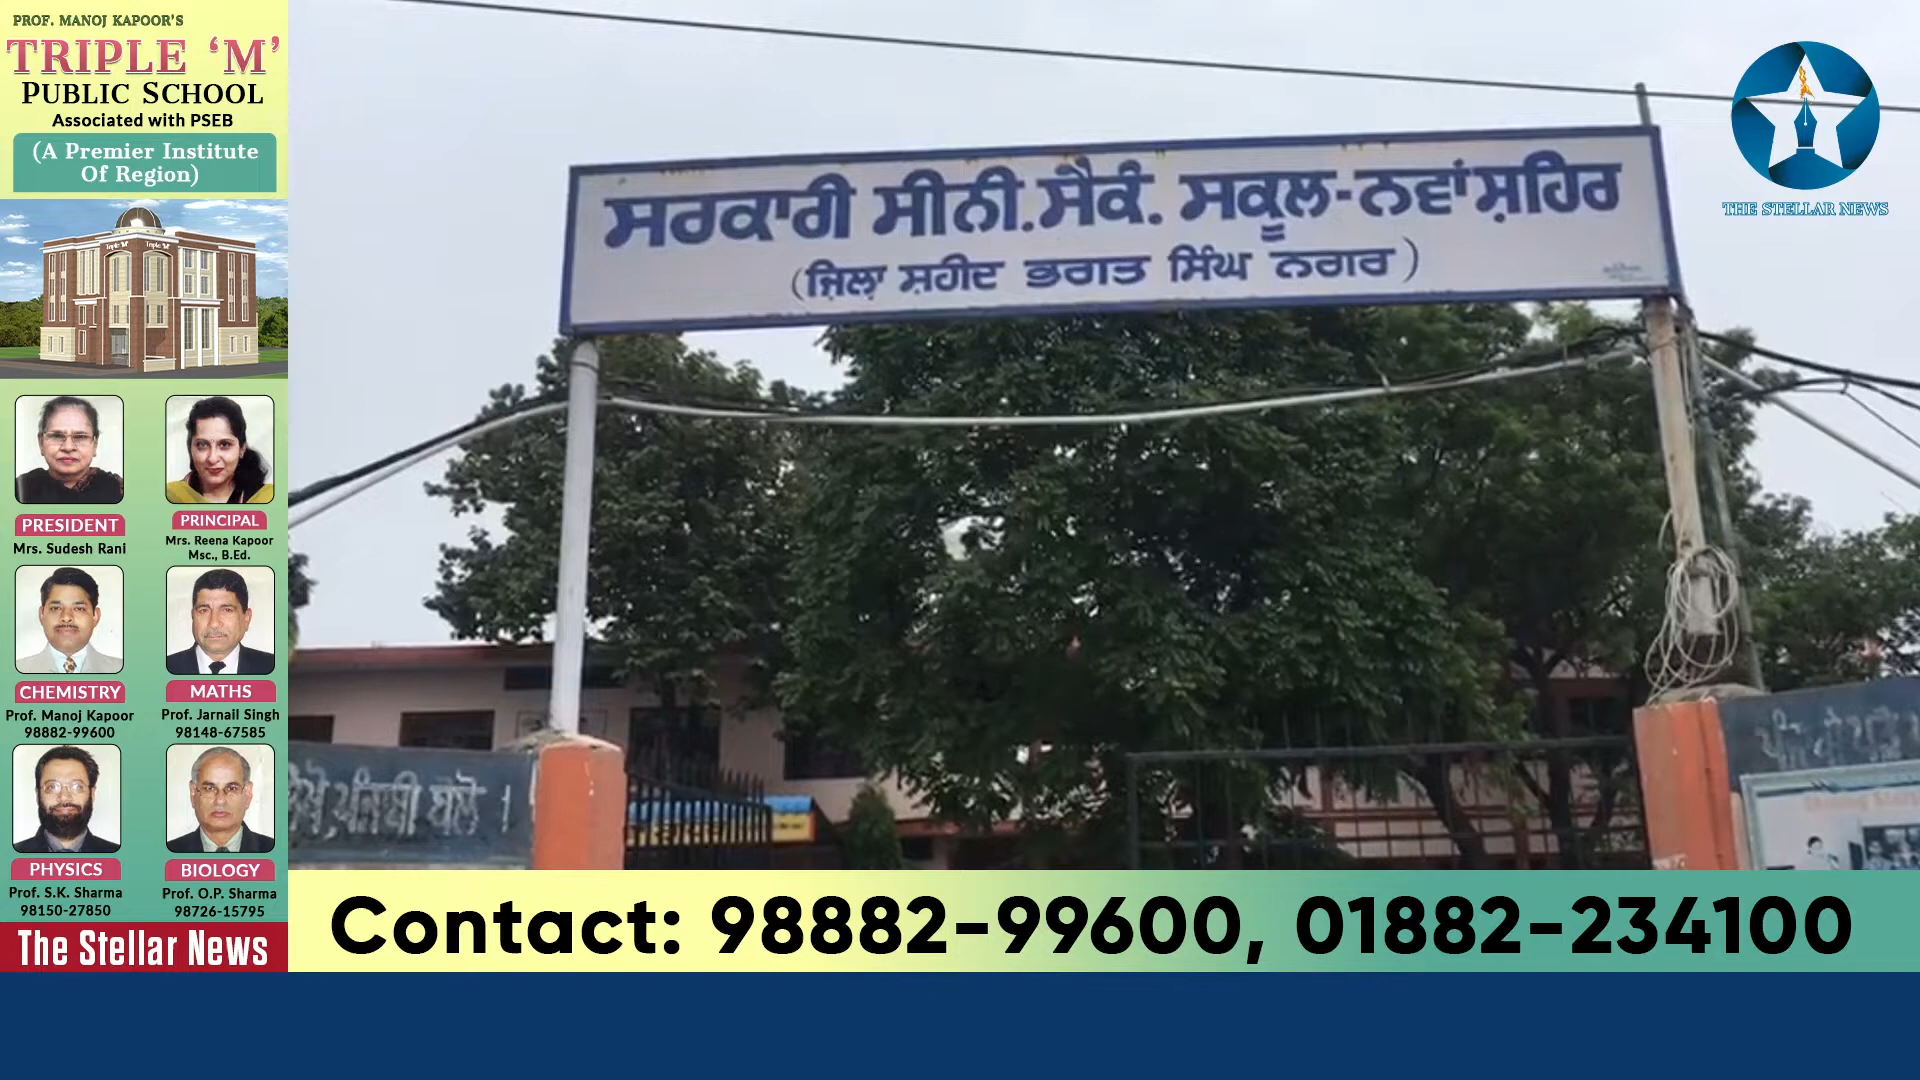 PROF. MANOJ KAPOOR'S
TRIPLE ‘M’
PUBLIC SCHOOL
Associated with PSEB
(A Premier Institute
Of Region)
Triple 'M' Triple 'M'
PRESIDENT
Mrs. Sudesh Rani
PRINCIPAL
Mrs. Reena Kapoor
Msc., B.Ed.
CHEMISTRY
Prof. Manoj Kapoor
98882-99600
MATHS
Prof. Jarnail Singh
98148-67585
PHYSICS
Prof. S.K. Sharma
98150-27850
BIOLOGY
Prof. O.P. Sharma
98726-15795
The Stellar News
ਸਰਕਾਰੀ ਸੀਨੀ.ਸੈਕੰ. ਸਕੂਲ-ਨਵਾਂਸ਼ਹਿਰ
(ਜ਼ਿਲ੍ਹਾ ਸ਼ਹੀਦ ਭਗਤ ਸਿੰਘ ਨਗਰ)
THE STELLAR NEWS
ਪੰਜਾਬੀ ਬੋਲੋ ।
Contact: 98882-99600, 01882-234100